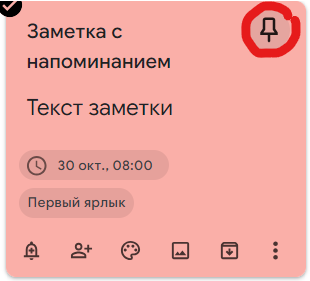 Заметка с
напоминанием
Текст заметки
30 окт., 08:00
Первый ярлык